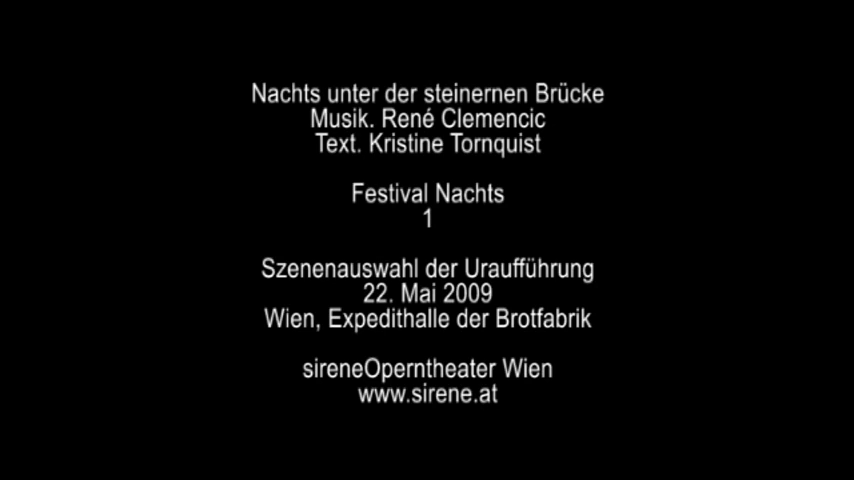 Nachts unter der steinernen Brücke
Musik. René Clemencic
Text. Kristine Tornquist
Festival Nachts
1
Szenenauswahl der Uraufführung
22. Mai 2009
Wien, Expedithalle der Brotfabrik
sireneOperntheater Wien
www.sirene.at